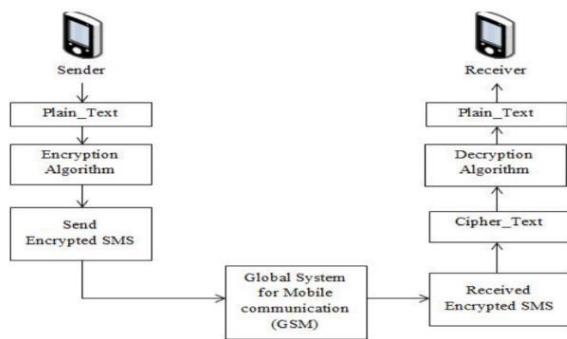 Sender
Plain_Text
Encryption
Algorithm
Send
Encrypted SMS
Global System
for Mobile
communication
(GSM)
Receiver
Plain_Text
Decryption
Algorithm
Cipher_Text
Received
Encrypted SMS